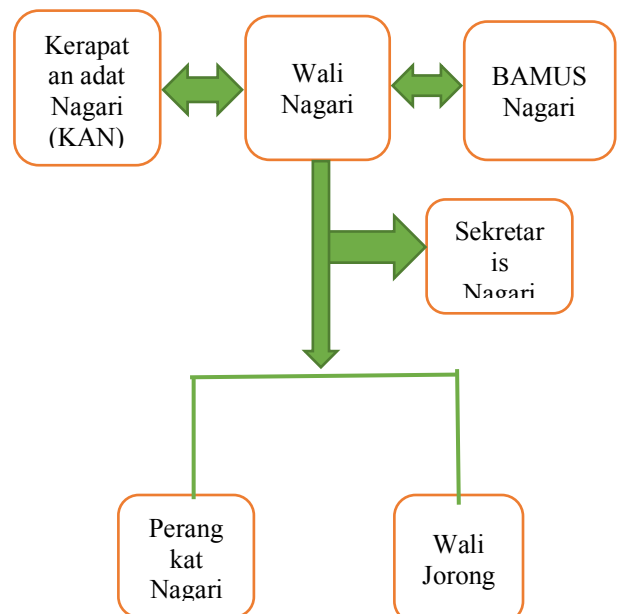 Kerapat
an adat
Nagari
(KAN)
Wali
Nagari
BAMUS
Nagari
Sekretar
is
Nagari
Perang
kat
Nagari
Wali
Jorong